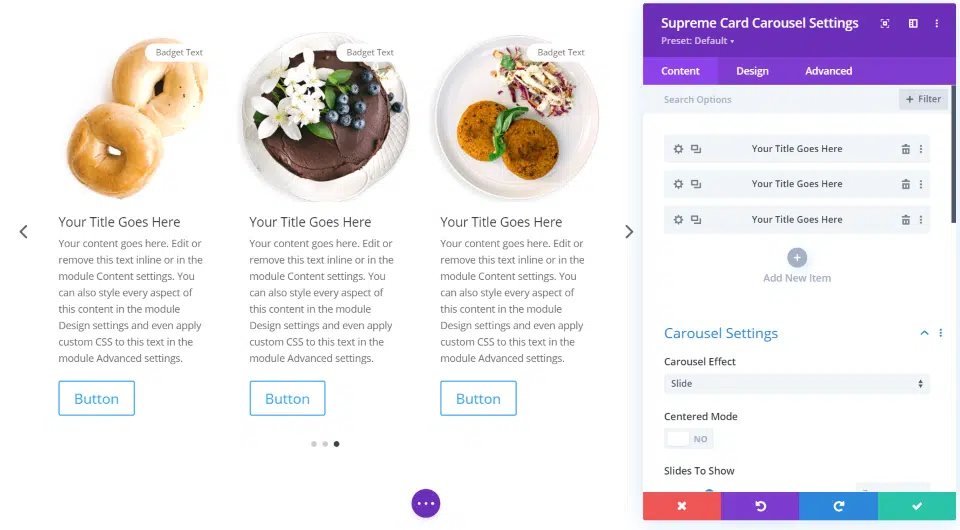 Badget Text
Badget Text
Badget Text
Your Title Goes Here
Your content goes here. Edit or
remove this text inline or in the
module Content settings. You
can also style every aspect of
this content in the module
Design settings and even apply
custom CSS to this text in the
module Advanced settings.
Button
Your Title Goes Here
Your content goes here. Edit or
remove this text inline or in the
module Content settings. You
can also style every aspect of
this content in the module
Design settings and even apply
custom CSS to this text in the
module Advanced settings.
Button
Your Title Goes Here
Your content goes here. Edit or
remove this text inline or in the
module Content settings. You
can also style every aspect of
this content in the module
Design settings and even apply
custom CSS to this text in the
module Advanced settings.
Button
Supreme Card Carousel Settings
Preset: Default
Content Design Advanced
Search Options + Filter
Your Title Goes Here
Your Title Goes Here
Your Title Goes Here
Add New Item
Carousel Settings
Carousel Effect
Slide
Centered Mode
NO
Slides To Show